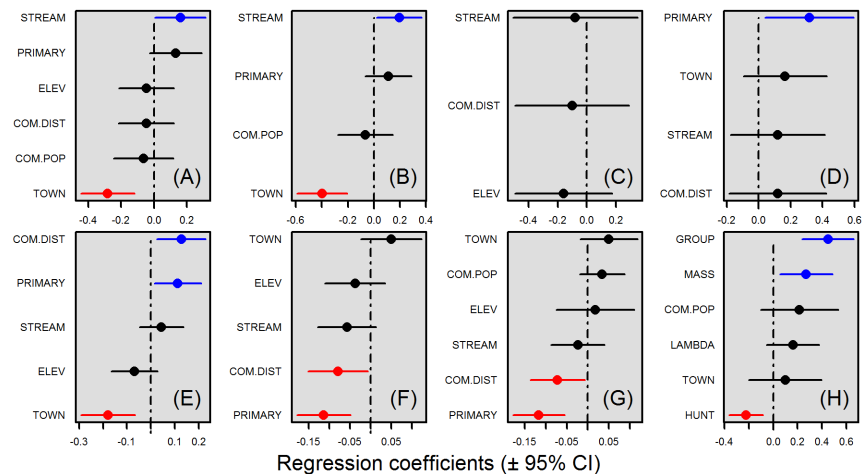 STREAM
PRIMARY
ELEV
COM.DIST
COM.POP
TOWN
(A)
-0.4 -0.2 0.0 0.2
STREAM
PRIMARY
COM.POP
TOWN
(B)
-0.6 -0.2 0.0 0.2 0.4
STREAM
COM.DIST
ELEV
(C)
-0.4 -0.2 0.0 0.2
PRIMARY
TOWN
STREAM
COM.DIST
(D)
-0.2 0.0 0.2 0.4 0.6
COM.DIST
PRIMARY
STREAM
ELEV
TOWN
(E)
-0.3 -0.1 0.1 0.2
TOWN
ELEV
STREAM
COM.DIST
PRIMARY
(F)
-0.15 -0.05 0.05
TOWN
COM.POP
ELEV
STREAM
COM.DIST
PRIMARY
(G)
-0.15 -0.05 0.05
GROUP
MASS
COM.POP
LAMBDA
TOWN
HUNT
(H)
-0.2 0.0 0.2 0.4 0.6
Regression coefficients (± 95% CI)